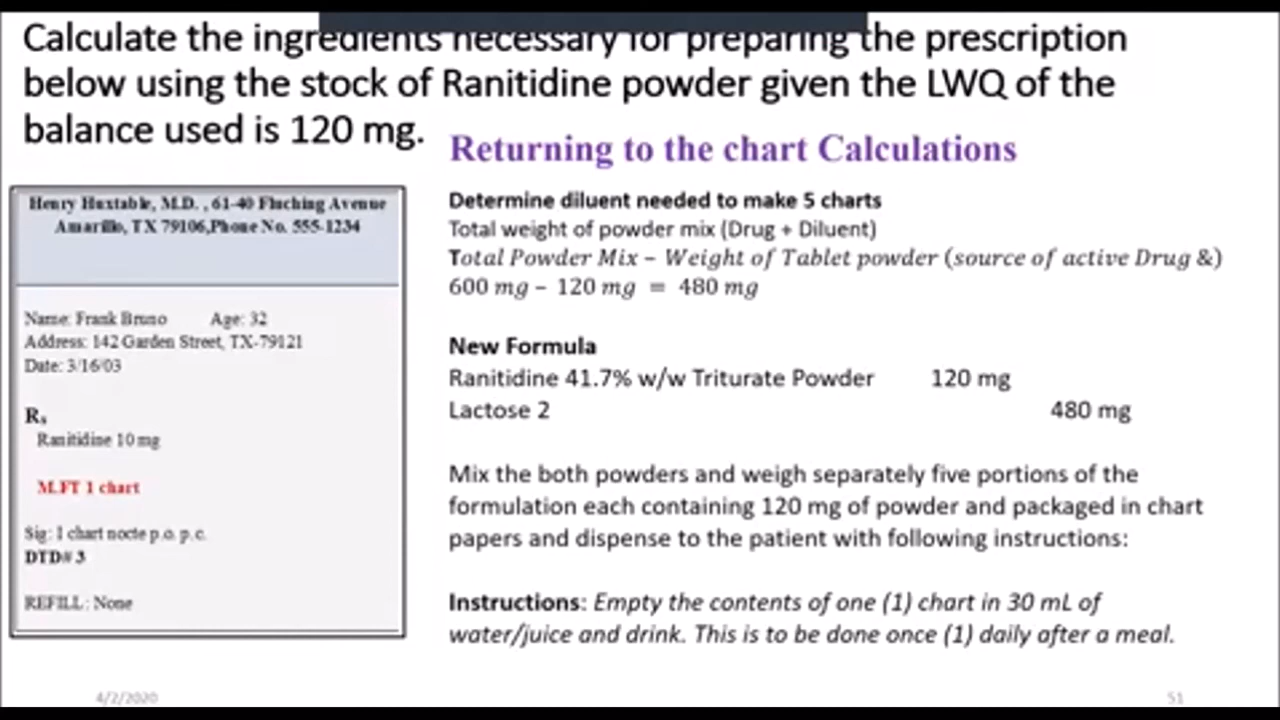 Calculate the ingredients necessary for preparing the prescription
below using the stock of Ranitidine powder given the LWQ of the
balance used is 120 mg.
Returning to the chart Calculations
Henry Huxtable, M.D. , 61-40 Fluching Avenue
Amarillo, TX 79106,Phone No. 555-1234
Name: Frank Bruno Age: 32
Address: 142 Garden Street, TX-79121
Date: 3/16/03
Rx
Ranitidine 10 mg
M.FT 1 chart
Sig: 1 chart nocte p.o. p.c.
DTD# 3
REFILL: None
Determine diluent needed to make 5 charts
Total weight of powder mix (Drug + Diluent)
Total Powder Mix − Weight of Tablet powder (source of active Drug &)
600 mg − 120 mg = 480 mg
New Formula
Ranitidine 41.7% w/w Triturate Powder 120 mg
Lactose 2 480 mg
Mix the both powders and weigh separately five portions of the
formulation each containing 120 mg of powder and packaged in chart
papers and dispense to the patient with following instructions:
Instructions: Empty the contents of one (1) chart in 30 mL of
water/juice and drink. This is to be done once (1) daily after a meal.
4/2/2020
51